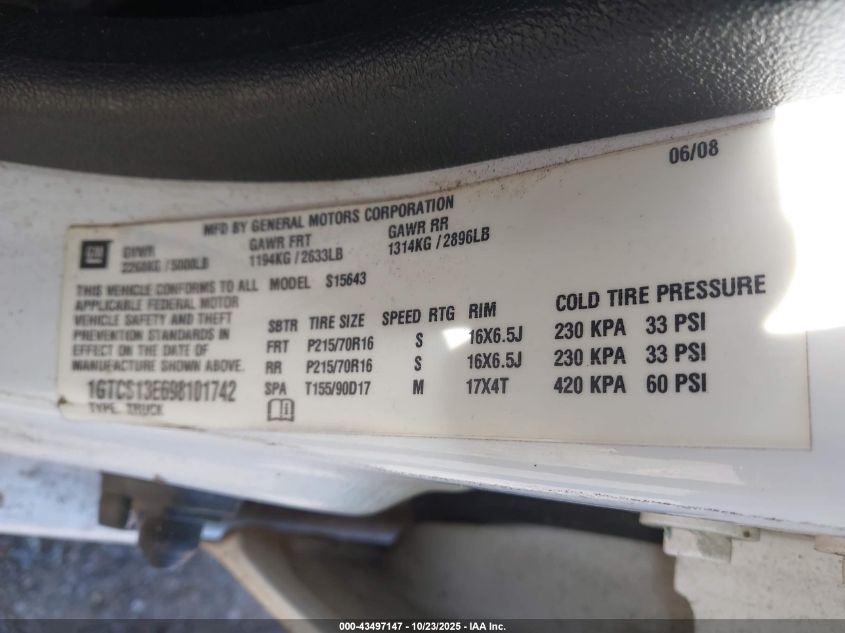 06/08
MFD BY GENERAL MOTORS CORPORATION
GM
GVWR GAWR FRT GAWR RR
2268KG / 5000LB 1194KG / 2633LB 1314KG / 2896LB
THIS VEHICLE CONFORMS TO ALL MODEL S15643
APPLICABLE FEDERAL MOTOR
VEHICLE SAFETY AND THEFT
PREVENTION STANDARDS IN
EFFECT ON THE DATE OF
MANUFACTURE SHOWN ABOVE.
1GTCS13E698101742
TYPE: TRUCK
SBTR TIRE SIZE SPEED RTG RIM COLD TIRE PRESSURE
FRT P215/70R16 S 16X6.5J 230 KPA 33 PSI
RR P215/70R16 S 16X6.5J 230 KPA 33 PSI
SPA T155/90D17 M 17X4T 420 KPA 60 PSI
000-43497147 - 10/23/2025 - IAA Inc.